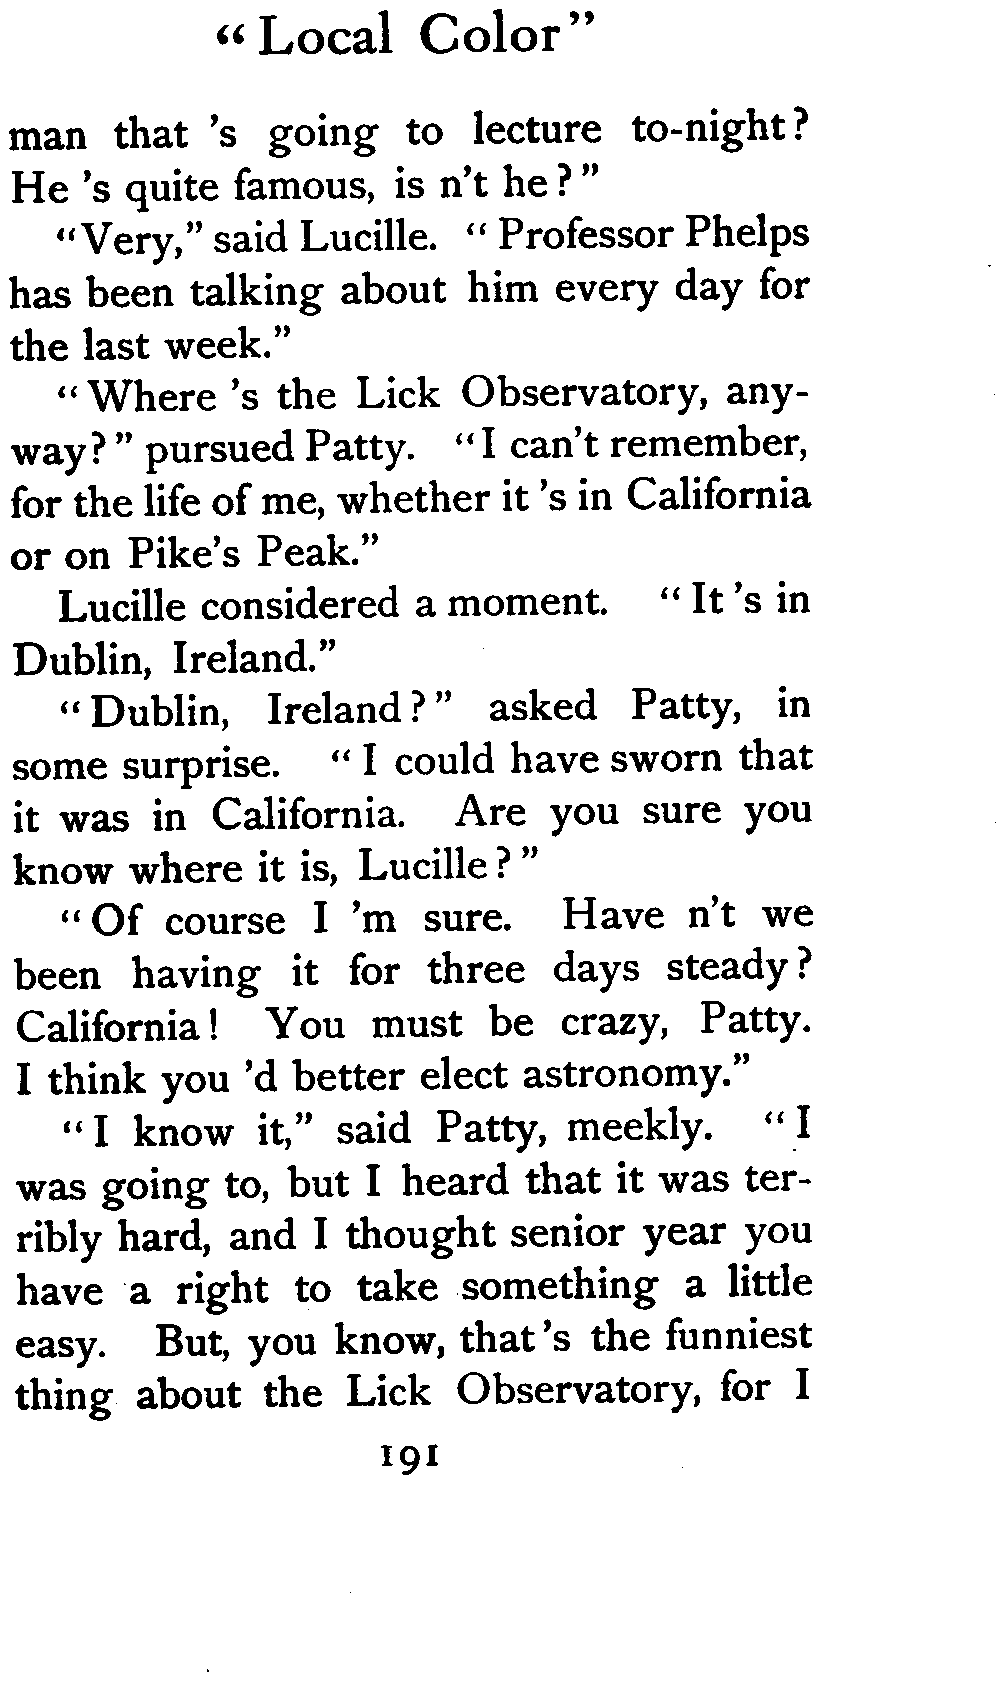 “Local Color”
man that ’s going to lecture to-night?
He ’s quite famous, is n’t he?”
“Very,” said Lucille. “Professor Phelps
has been talking about him every day for
the last week.”
“Where ’s the Lick Observatory, any-
way?” pursued Patty. “I can’t remember,
for the life of me, whether it ’s in California
or on Pike’s Peak.”
Lucille considered a moment. “It ’s in
Dublin, Ireland.”
“Dublin, Ireland?” asked Patty, in
some surprise. “I could have sworn that
it was in California. Are you sure you
know where it is, Lucille?”
“Of course I ’m sure. Have n’t we
been having it for three days steady?
California! You must be crazy, Patty.
I think you ’d better elect astronomy.”
“I know it,” said Patty, meekly. “I
was going to, but I heard that it was ter-
ribly hard, and I thought senior year you
have a right to take something a little
easy. But, you know, that ’s the funniest
thing about the Lick Observatory, for I
191